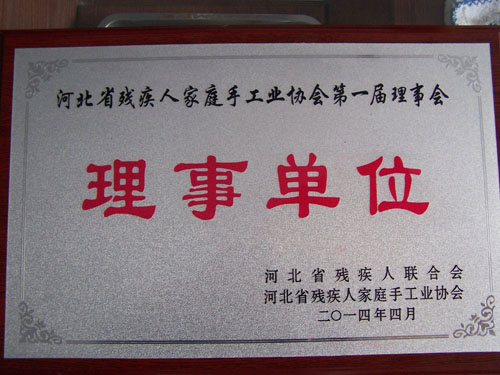 河北省残疾人家庭手工业协会第一届理事会
理事单位
河北省残疾人联合会
河北省残疾人家庭手工业协会
二〇一四年四月